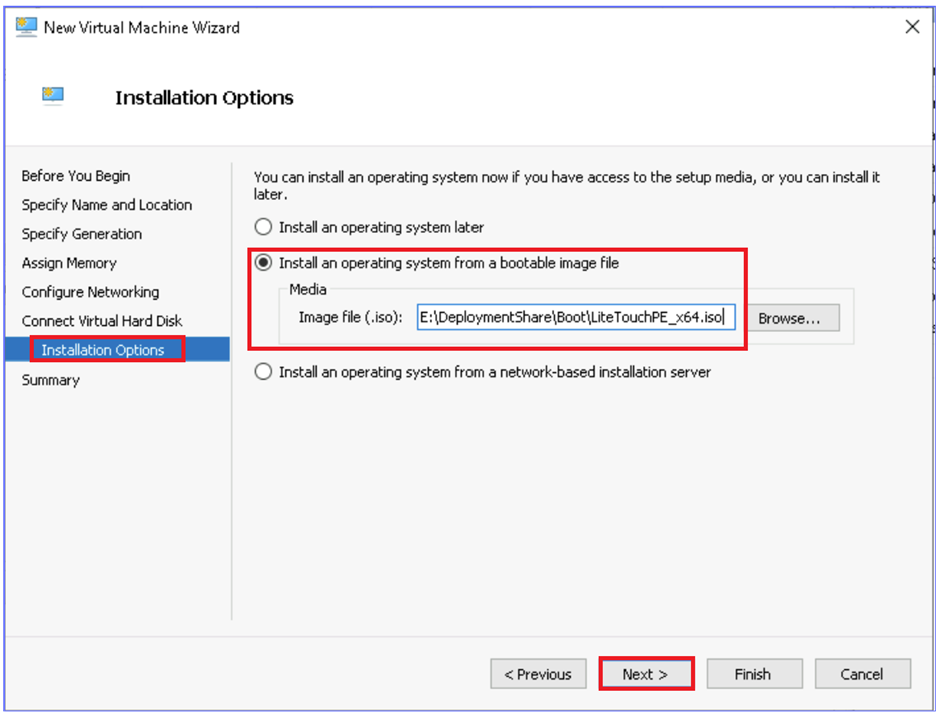 New Virtual Machine Wizard
Installation Options
Before You Begin
Specify Name and Location
Specify Generation
Assign Memory
Configure Networking
Connect Virtual Hard Disk
Installation Options
Summary
You can install an operating system now if you have access to the setup media, or you can install it
later.
Install an operating system later
Install an operating system from a bootable image file
Media
Image file (.iso): E:\DeploymentShare\Boot\LiteTouchPE_x64.iso Browse...
Install an operating system from a network-based installation server
< Previous Next > Finish Cancel